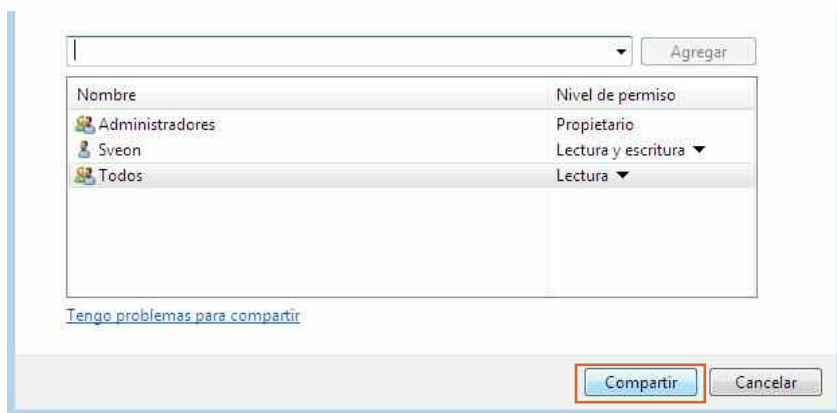 Agregar
Nombre Nivel de permiso
Administradores Propietario
Sveon Lectura y escritura
Todos Lectura
Tengo problemas para compartir
Compartir Cancelar